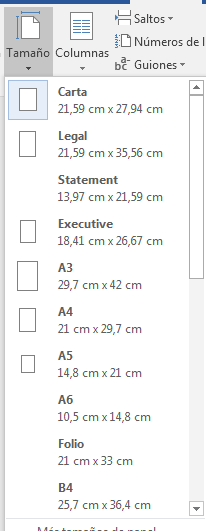 Tamaño
Columnas
Saltos
Números de l
Guiones
Carta
21,59 cm x 27,94 cm
Legal
21,59 cm x 35,56 cm
Statement
13,97 cm x 21,59 cm
Executive
18,41 cm x 26,67 cm
A3
29,7 cm x 42 cm
A4
21 cm x 29,7 cm
A5
14,8 cm x 21 cm
A6
10,5 cm x 14,8 cm
Folio
21 cm x 33 cm
B4
25,7 cm x 36,4 cm
Más tamaños de papel